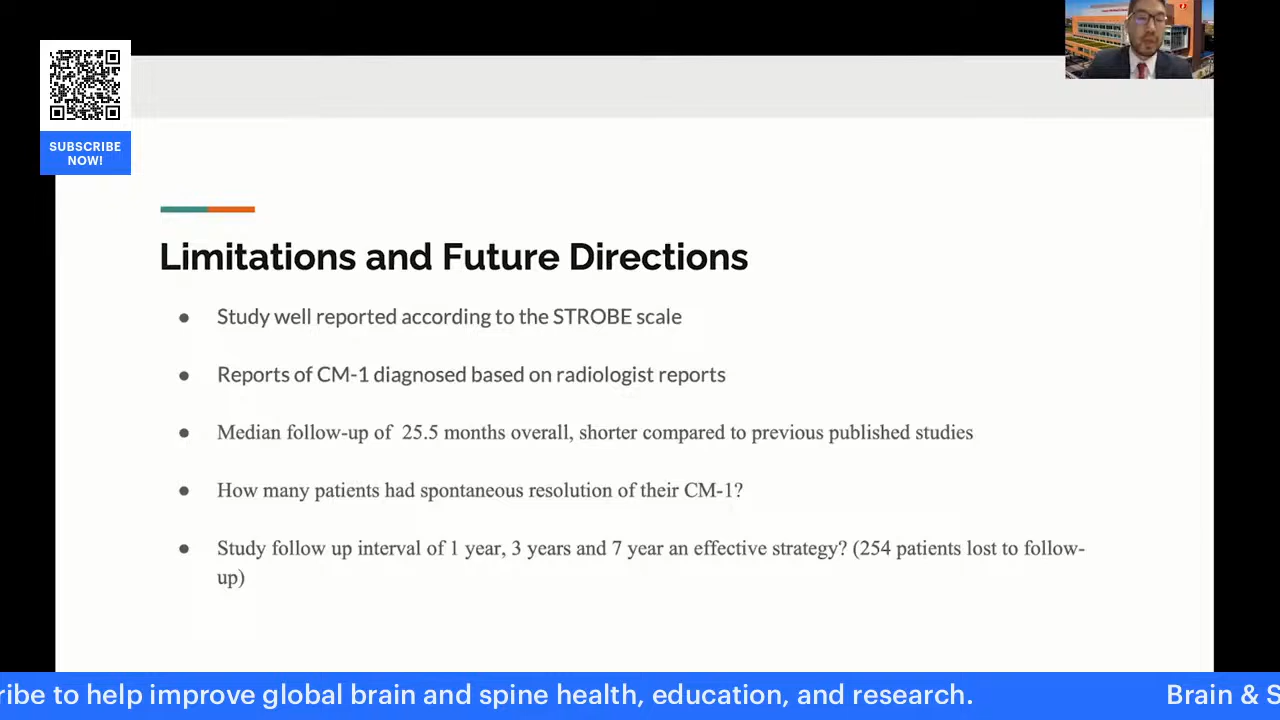 SUBSCRIBE
NOW!
Limitations and Future Directions
● Study well reported according to the STROBE scale
● Reports of CM-1 diagnosed based on radiologist reports
● Median follow-up of 25.5 months overall, shorter compared to previous published studies
● How many patients had spontaneous resolution of their CM-1?
● Study follow up interval of 1 year, 3 years and 7 year an effective strategy? (254 patients lost to follow-
up)
ribe to help improve global brain and spine health, education, and research. Brain & S